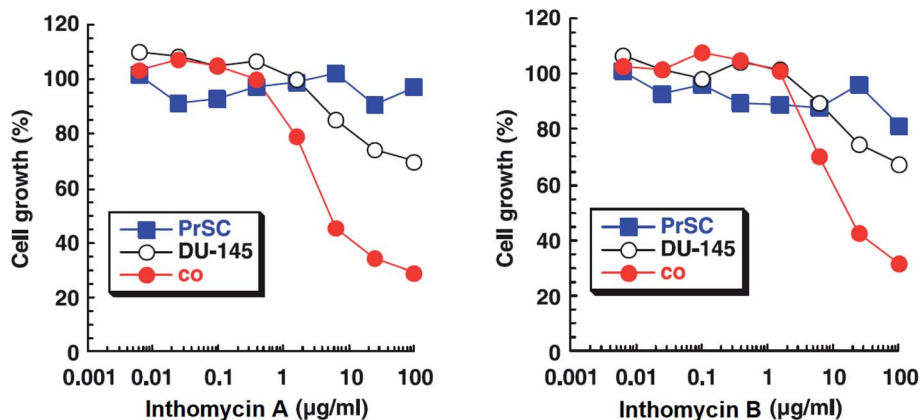 120
100
80
60
40
20
0
Cell growth (%)
PrSC
DU-145
co
0.001 0.01 0.1 1 10 100
Inthomycin A (µg/ml)
120
100
80
60
40
20
0
Cell growth (%)
PrSC
DU-145
co
0.001 0.01 0.1 1 10 100
Inthomycin B (µg/ml)